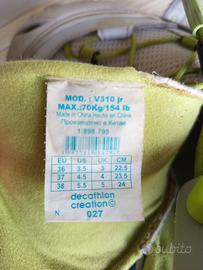 MOD. : V310 jr
MAX.:70Kg/154 lb
Made in China Hecho en China
Произведено в Китае
1.898.795
EU US UK CM
36 3.5 3 22.5
37 4.5 4 23.5
38 5.5 5 24
decathlon
creation©
N 027
subito